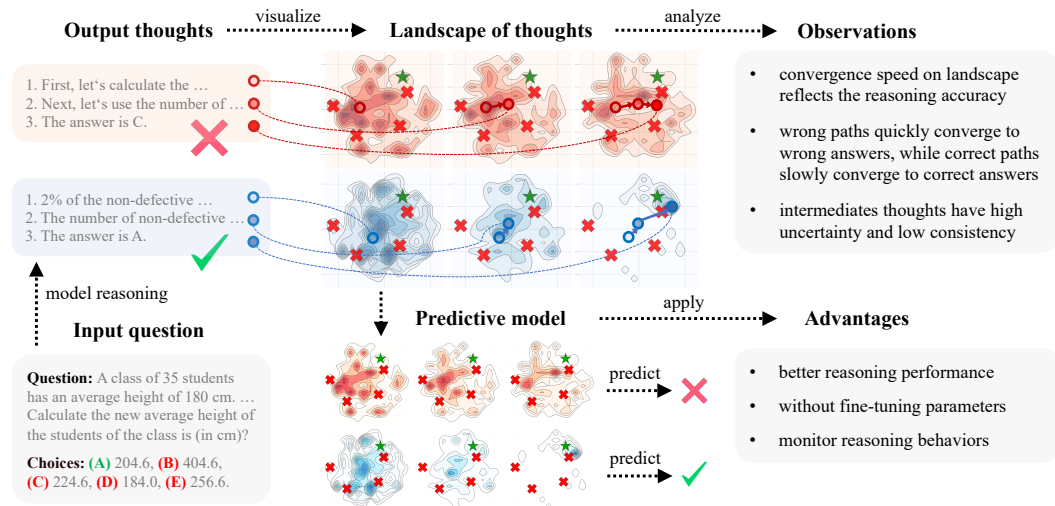 Output thoughts
visualize
Landscape of thoughts
analyze
Observations
1. First, let‘s calculate the …
2. Next, let‘s use the number of …
3. The answer is C.
• convergence speed on landscape
reflects the reasoning accuracy
• wrong paths quickly converge to
wrong answers, while correct paths
slowly converge to correct answers
• intermediates thoughts have high
uncertainty and low consistency
1. 2% of the non-defective …
2. The number of non-defective …
3. The answer is A.
model reasoning
Input question
Question: A class of 35 students
has an average height of 180 cm. …
Calculate the new average height of
the students of the class is (in cm)?
Choices: (A) 204.6, (B) 404.6,
(C) 224.6, (D) 184.0, (E) 256.6.
Predictive model
apply
Advantages
predict
predict
• better reasoning performance
• without fine-tuning parameters
• monitor reasoning behaviors